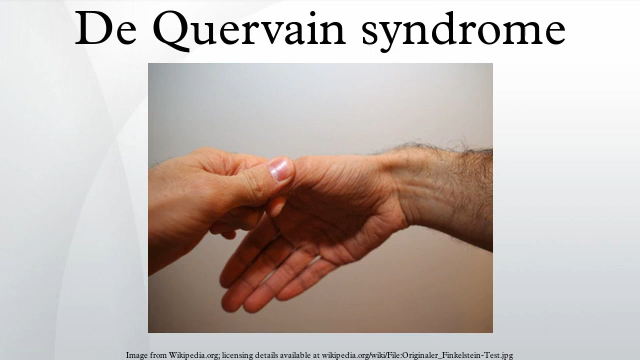 De Quervain syndrome
Image from Wikipedia.org; licensing details available at wikipedia.org/wiki/File:Originaler_Finkelstein-Test.jpg